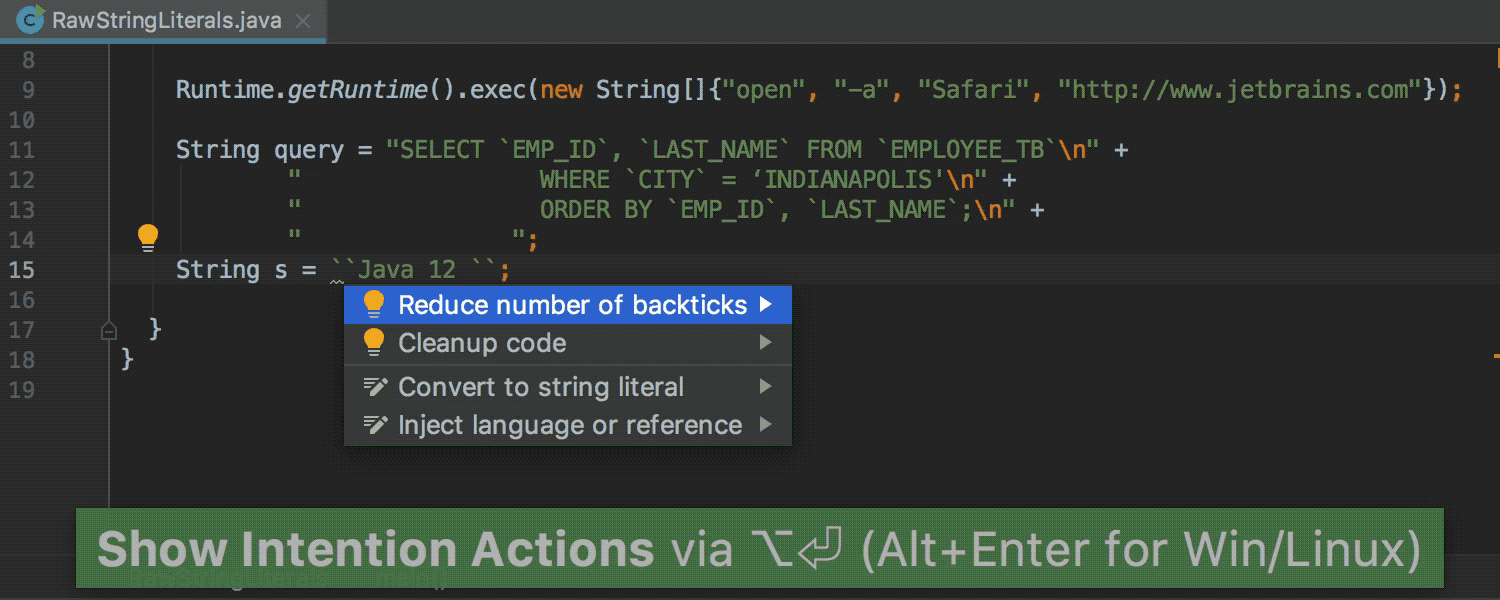 RawStringLiterals.java
8
9 Runtime.getRuntime().exec(new String[]{"open", "-a", "Safari", "http://www.jetbrains.com"});
10
11 String query = "SELECT `EMP_ID`, `LAST_NAME` FROM `EMPLOYEE_TB`\n" +
12 "                 WHERE `CITY` = ‘INDIANAPOLIS'\n" +
13 "                 ORDER BY `EMP_ID`, `LAST_NAME`;\n" +
14 "               ";
15 String s = ``Java 12 ``;
16
17 }
18 }
19
Reduce number of backticks
Cleanup code
Convert to string literal
Inject language or reference
Show Intention Actions via ⌥⏎ (Alt+Enter for Win/Linux)